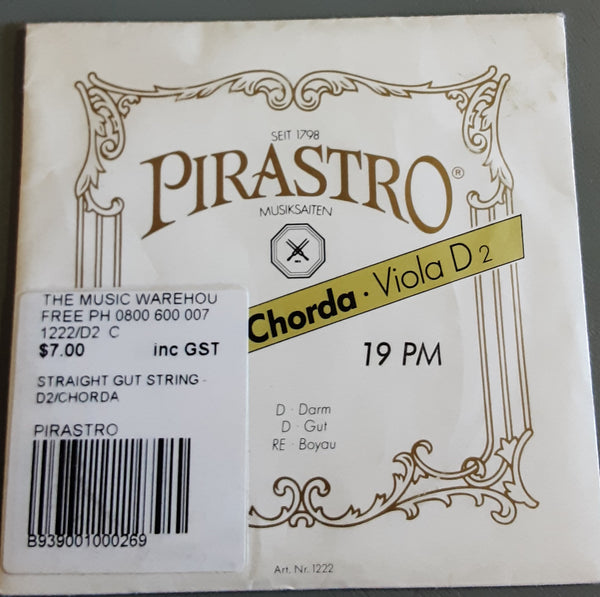 SEIT 1798
PIRASTRO®
MUSIKSAITEN
Chorda · Viola D 2
19 PM
D · Darm
D · Gut
RE · Boyau
Art. Nr. 1222
THE MUSIC WAREHOU
FREE PH 0800 600 007
1222/D2 C
$7.00 inc GST
STRAIGHT GUT STRING -
D2/CHORDA
PIRASTRO
B939001000269